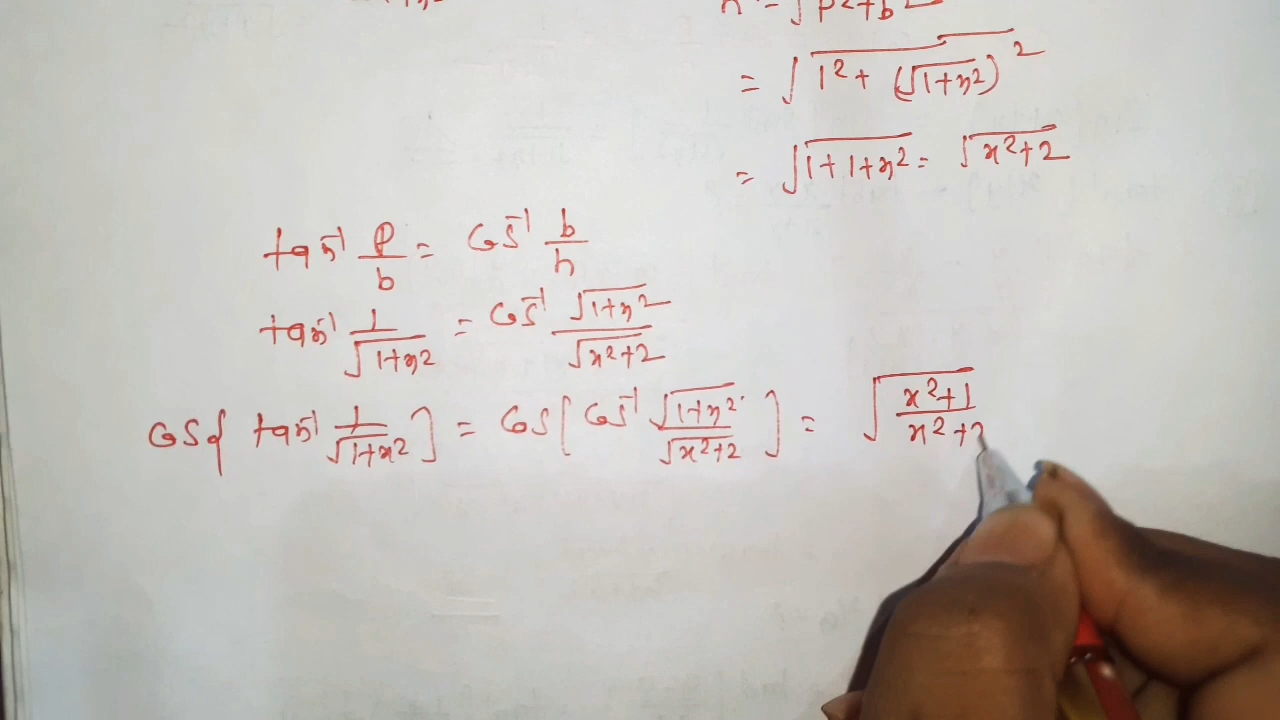 h = √p²+b²
= √1² + (√1+x²)²
= √1+1+x² = √x²+2
tan⁻¹ p/b = cos⁻¹ b/h
tan⁻¹ 1/√1+x² = cos⁻¹ √1+x²/√x²+2
cos[ tan⁻¹ 1/√1+x² ] = cos[ cos⁻¹ √1+x²/√x²+2 ] = √x²+1/x²+2